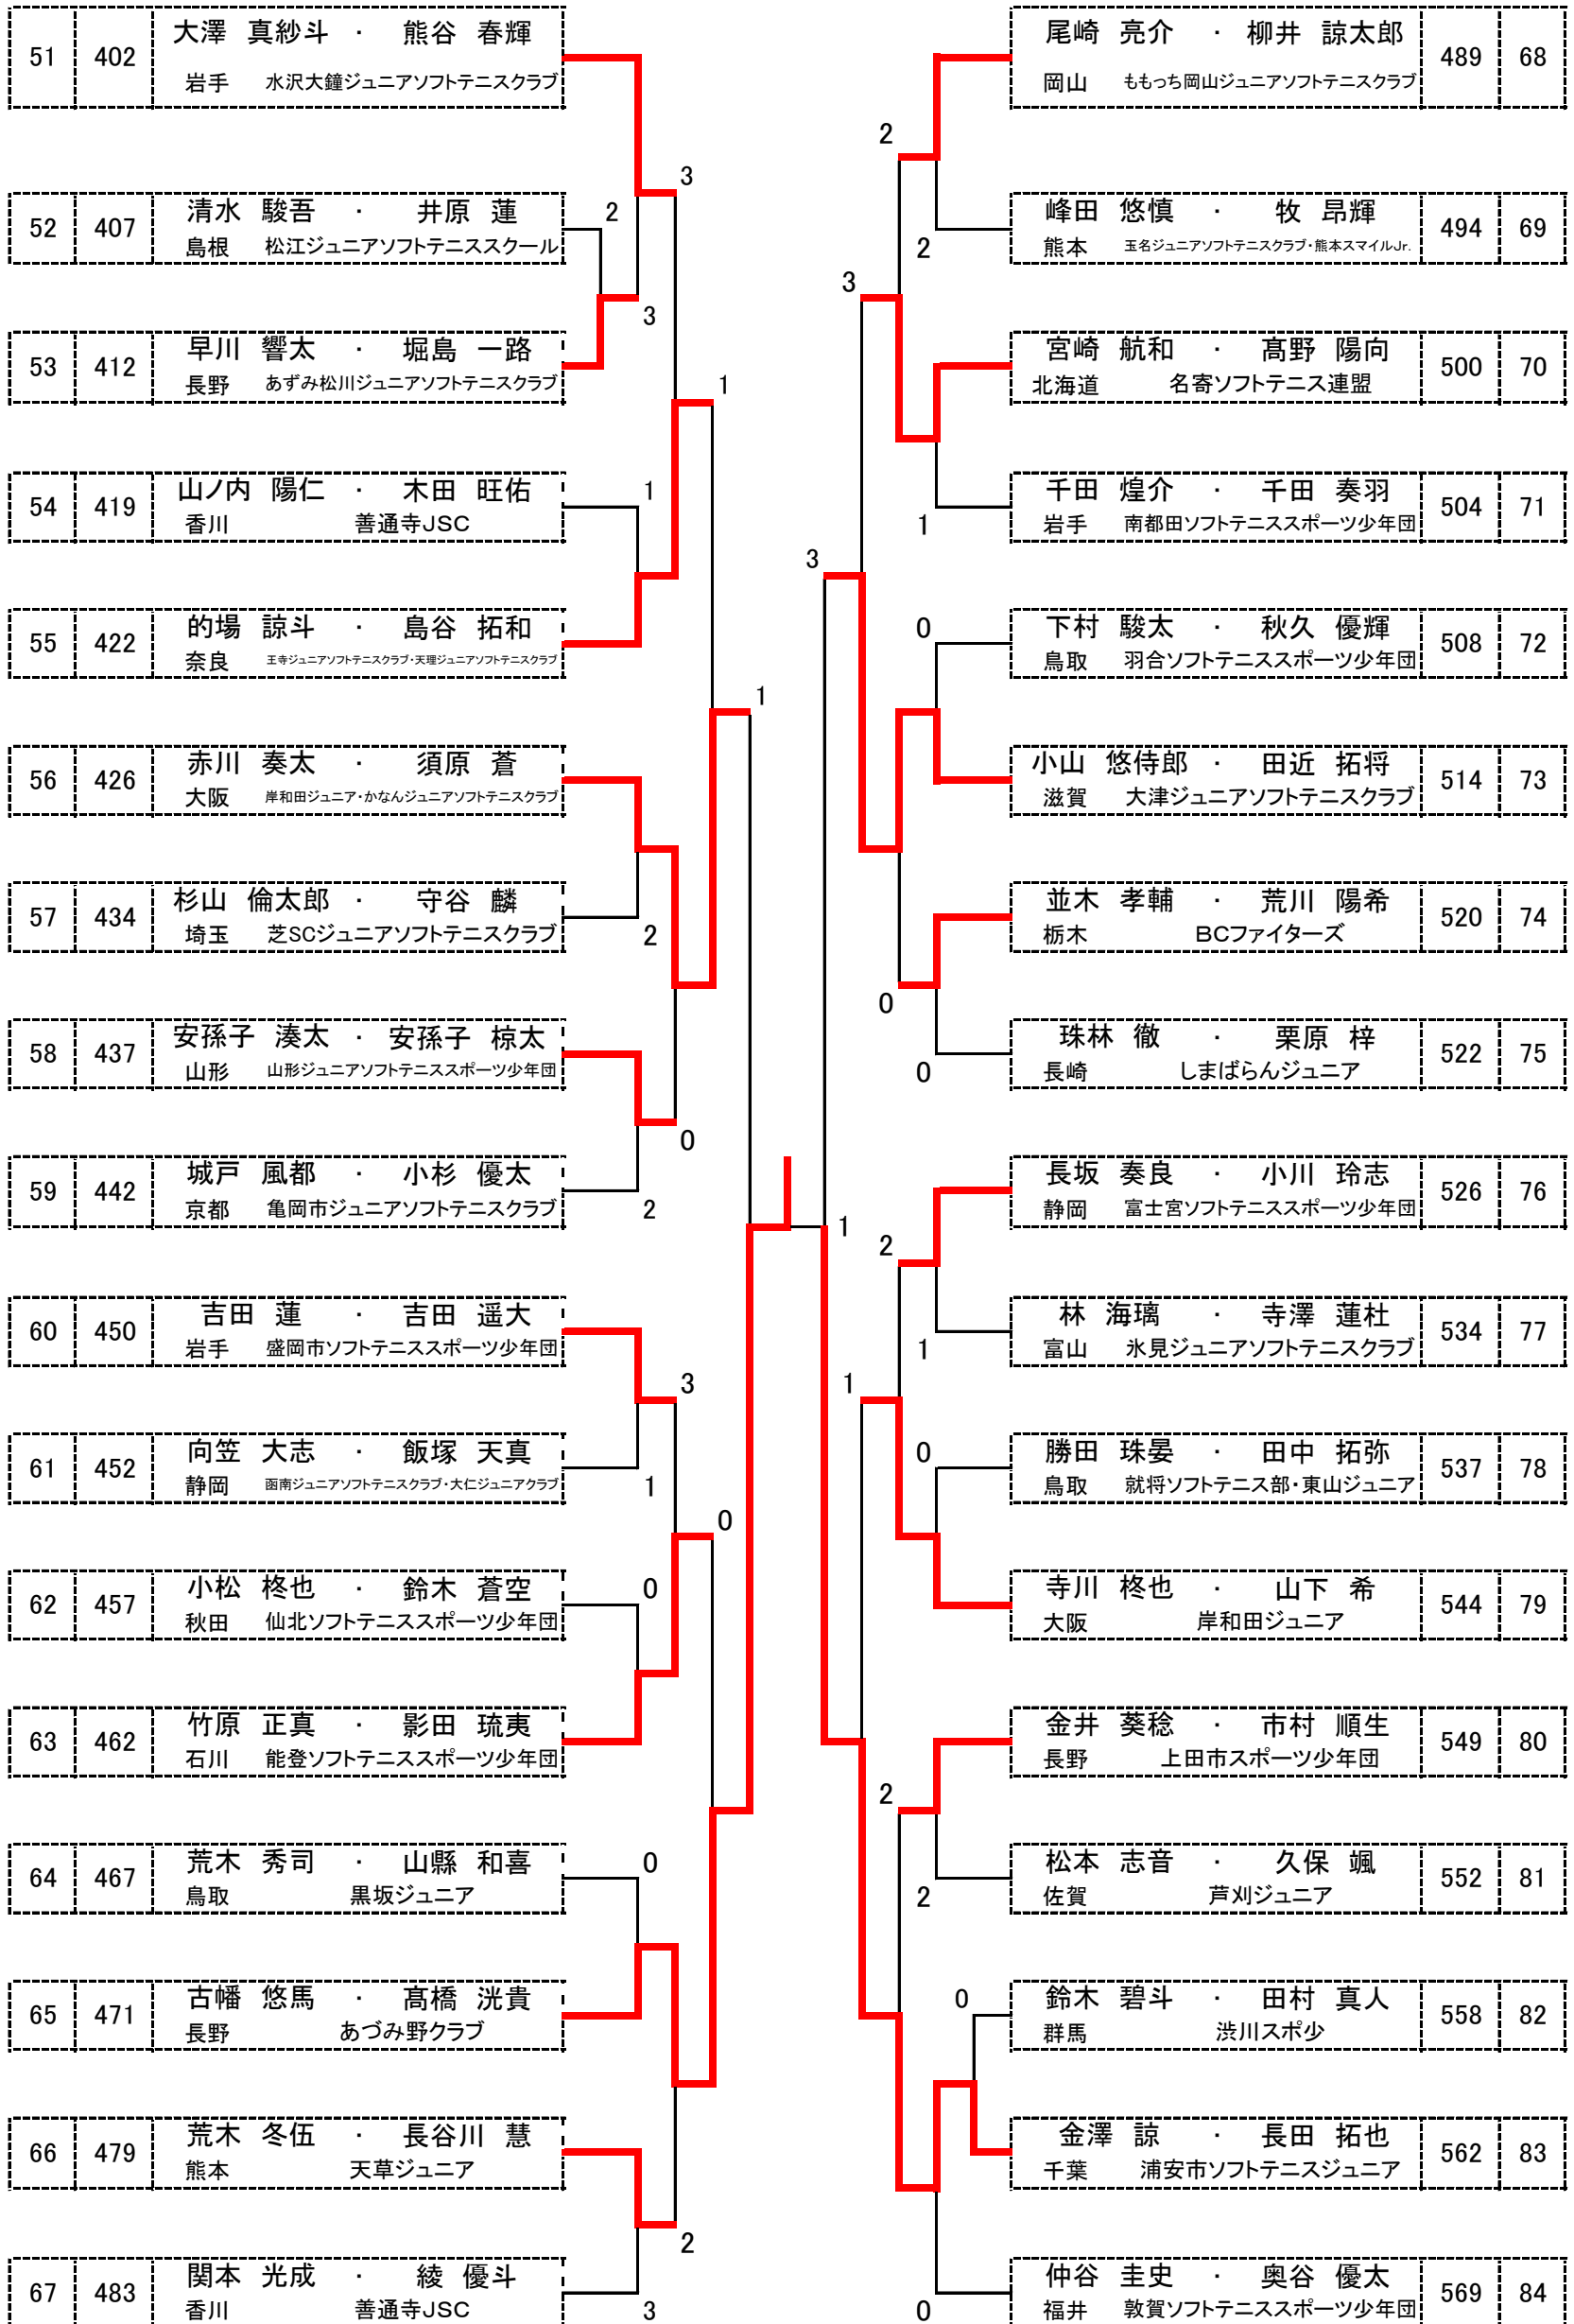 51 402 大澤 真紗斗 ・ 熊谷 春輝
岩手 水沢大鐘ジュニアソフトテニスクラブ
3
52 407 清水 駿吾 ・ 井原 蓮
島根 松江ジュニアソフトテニススクール
2
3
53 412 早川 響太 ・ 堀島 一路
長野 あずみ松川ジュニアソフトテニスクラブ
1
54 419 山ノ内 陽仁 ・ 木田 旺佑
香川 善通寺JSC
1
55 422 的場 諒斗 ・ 島谷 拓和
奈良 王寺ジュニアソフトテニスクラブ・天理ジュニアソフトテニスクラブ
1
56 426 赤川 奏太 ・ 須原 蒼
大阪 岸和田ジュニア・かなんジュニアソフトテニスクラブ
57 434 杉山 倫太郎 ・ 守谷 麟
埼玉 芝SCジュニアソフトテニスクラブ
2
58 437 安孫子 湊太 ・ 安孫子 椋太
山形 山形ジュニアソフトテニススポーツ少年団
0
59 442 城戸 風都 ・ 小杉 優太
京都 亀岡市ジュニアソフトテニスクラブ
2
60 450 吉田 蓮 ・ 吉田 遥大
岩手 盛岡市ソフトテニススポーツ少年団
3
61 452 向笠 大志 ・ 飯塚 天真
静岡 函南ジュニアソフトテニスクラブ・大仁ジュニアクラブ
1
0
62 457 小松 柊也 ・ 鈴木 蒼空
秋田 仙北ソフトテニススポーツ少年団
0
63 462 竹原 正真 ・ 影田 琉夷
石川 能登ソフトテニススポーツ少年団
64 467 荒木 秀司 ・ 山縣 和喜
鳥取 黒坂ジュニア
0
65 471 古幡 悠馬 ・ 髙橋 洸貴
長野 あづみ野クラブ
66 479 荒木 冬伍 ・ 長谷川 慧
熊本 天草ジュニア
2
67 483 関本 光成 ・ 綾 優斗
香川 善通寺JSC
3
尾崎 亮介 ・ 柳井 諒太郎 489 68
岡山 ももっち岡山ジュニアソフトテニスクラブ
2
峰田 悠慎 ・ 牧 昂輝 494 69
熊本 玉名ジュニアソフトテニスクラブ・熊本スマイルJr.
2
3
宮崎 航和 ・ 髙野 陽向 500 70
北海道 名寄ソフトテニス連盟
千田 煌介 ・ 千田 奏羽 504 71
岩手 南都田ソフトテニススポーツ少年団
1
3
下村 駿太 ・ 秋久 優輝 508 72
鳥取 羽合ソフトテニススポーツ少年団
0
小山 悠侍郎 ・ 田近 拓将 514 73
滋賀 大津ジュニアソフトテニスクラブ
並木 孝輔 ・ 荒川 陽希 520 74
栃木 BCファイターズ
0
珠林 徹 ・ 栗原 梓 522 75
長崎 しまばらんジュニア
0
長坂 奏良 ・ 小川 玲志 526 76
静岡 富士宮ソフトテニススポーツ少年団
1
2
林 海璃 ・ 寺澤 蓮杜 534 77
富山 氷見ジュニアソフトテニスクラブ
1
1
勝田 珠晏 ・ 田中 拓弥 537 78
鳥取 就将ソフトテニス部・東山ジュニア
0
寺川 柊也 ・ 山下 希 544 79
大阪 岸和田ジュニア
金井 葵稔 ・ 市村 順生 549 80
長野 上田市スポーツ少年団
2
松本 志音 ・ 久保 颯 552 81
佐賀 芦刈ジュニア
2
鈴木 碧斗 ・ 田村 真人 558 82
群馬 渋川スポ少
0
金澤 諒 ・ 長田 拓也 562 83
千葉 浦安市ソフトテニスジュニア
仲谷 圭史 ・ 奥谷 優太 569 84
福井 敦賀ソフトテニススポーツ少年団
0